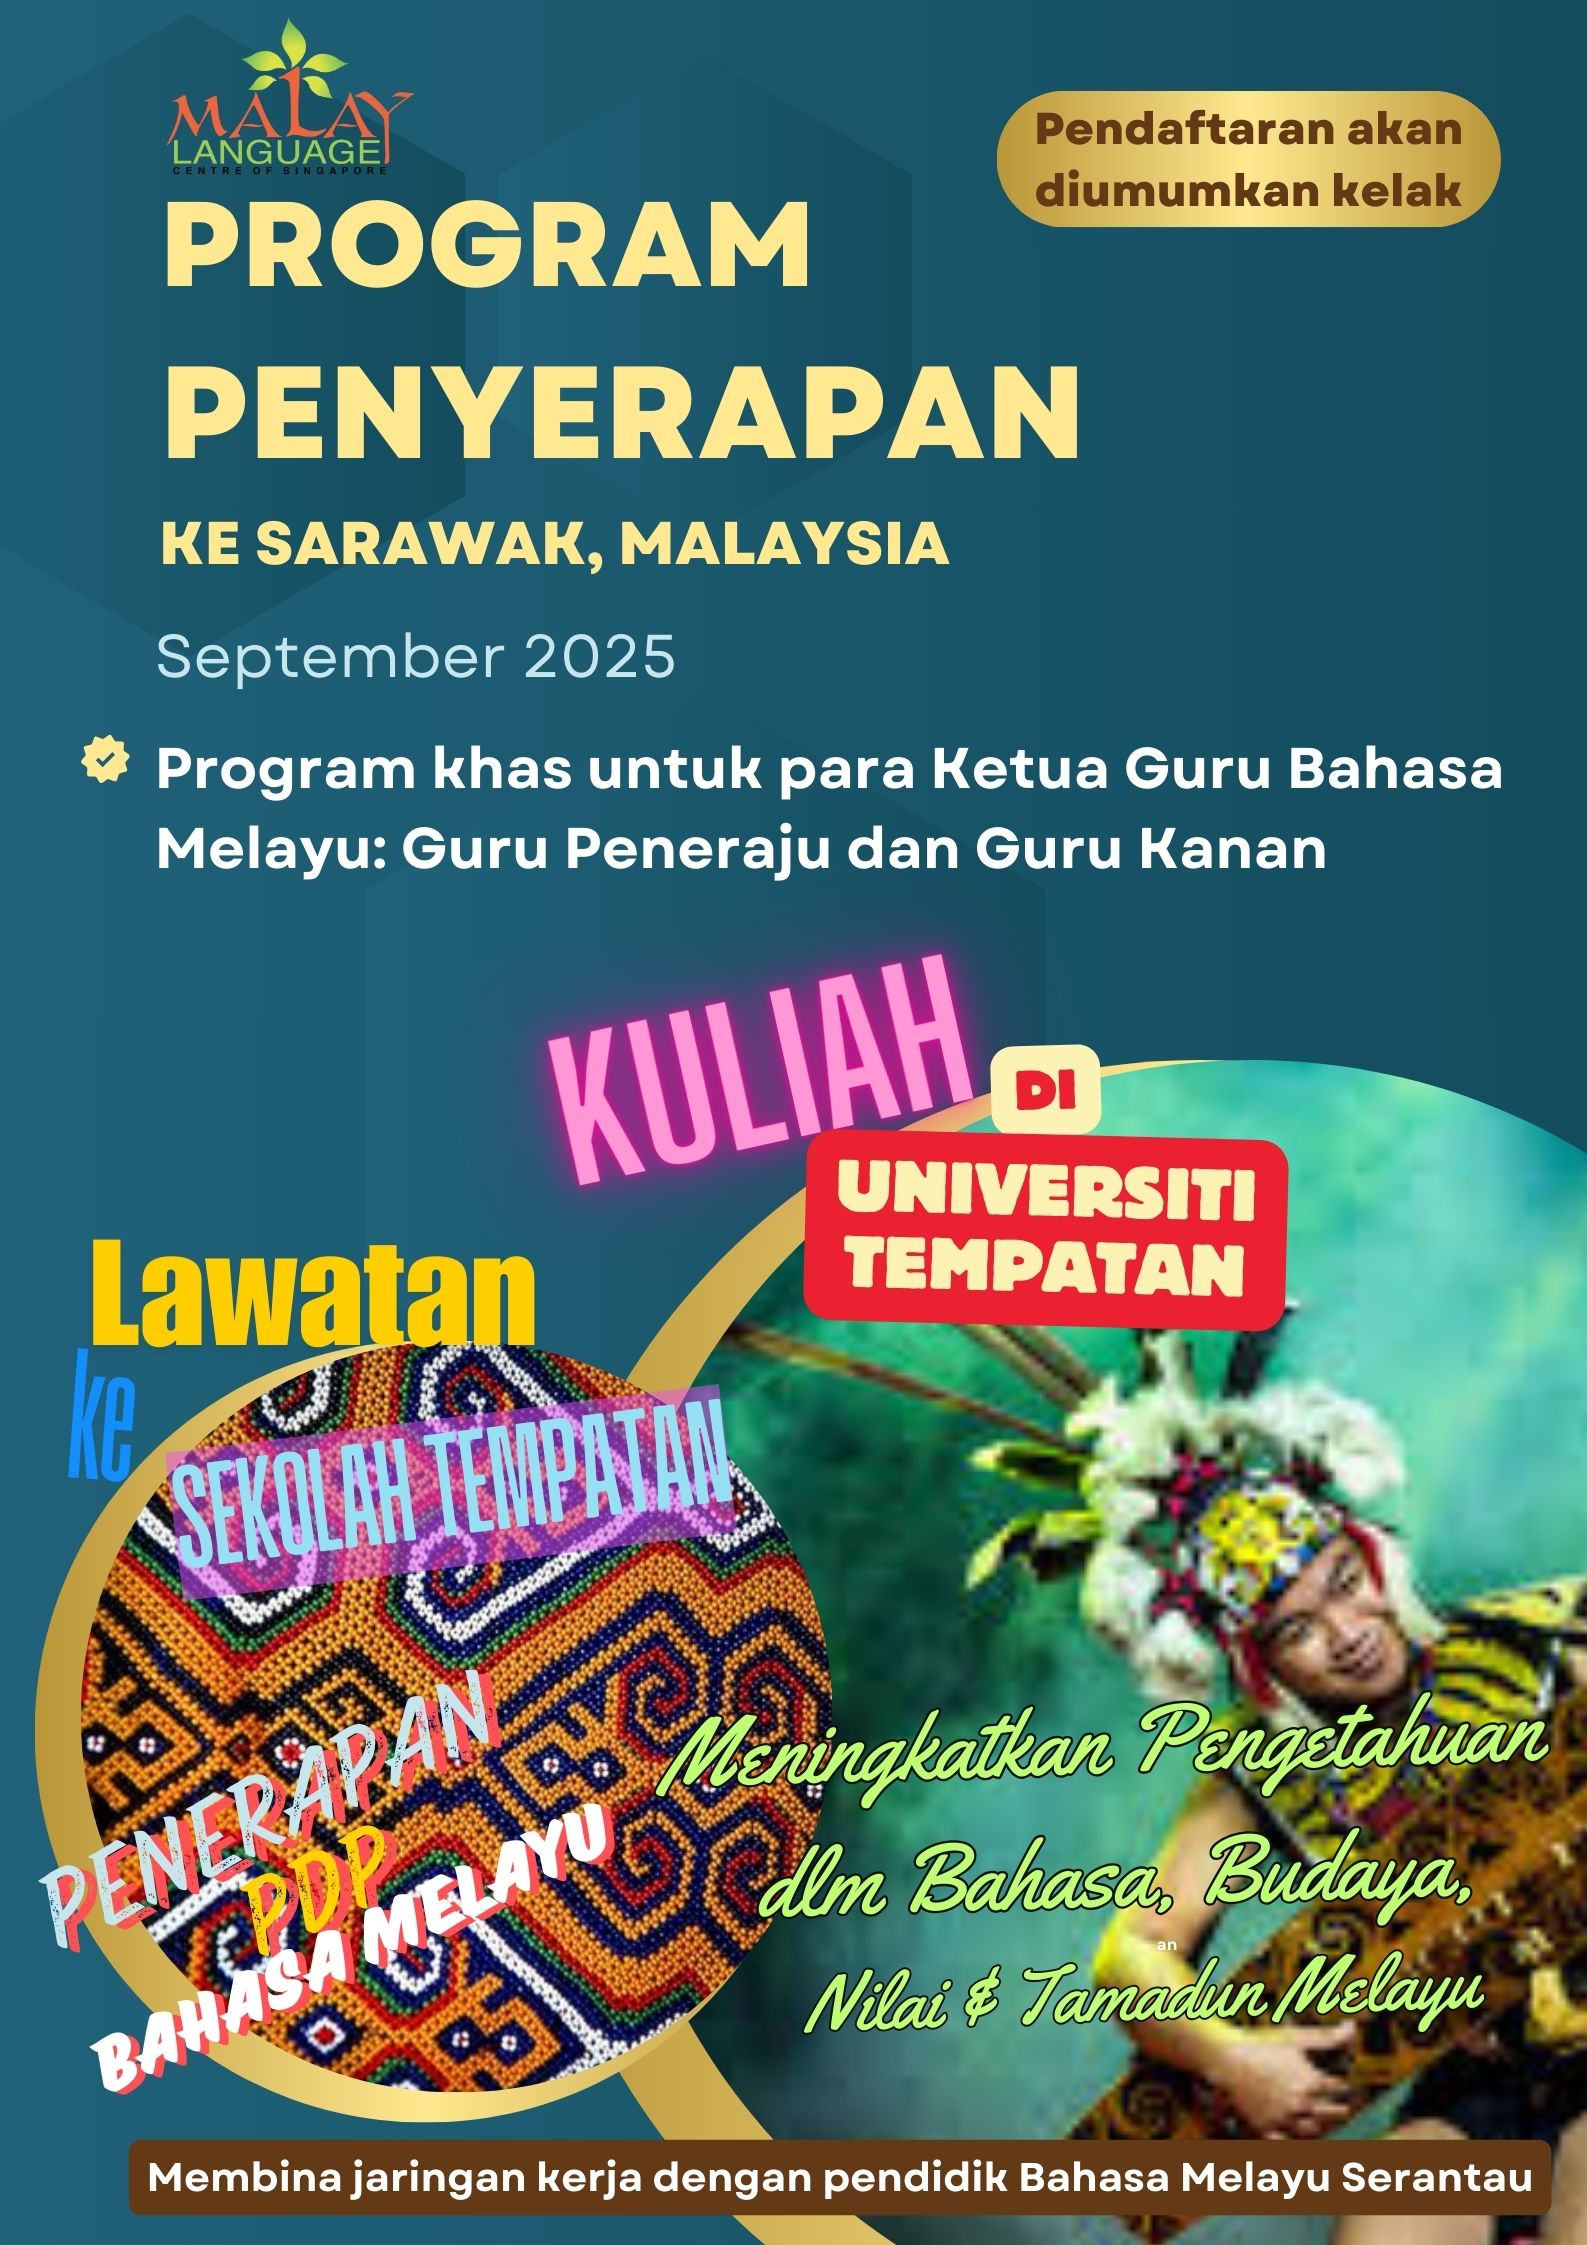 MALAY
LANGUAGE
CENTRE OF SINGAPORE
Pendaftaran akan
diumumkan kelak
PROGRAM
PENYERAPAN
KE SARAWAK, MALAYSIA
September 2025
Program khas untuk para Ketua Guru Bahasa
Melayu: Guru Peneraju dan Guru Kanan
KULIAH
DI
UNIVERSITI
TEMPATAN
Lawatan
ke
SEKOLAH TEMPATAN
PENERAPAN
PDP
BAHASA MELAYU
Meningkatkan Pengetahuan
dlm Bahasa, Budaya,
an
Nilai & Tamadun Melayu
Membina jaringan kerja dengan pendidik Bahasa Melayu Serantau